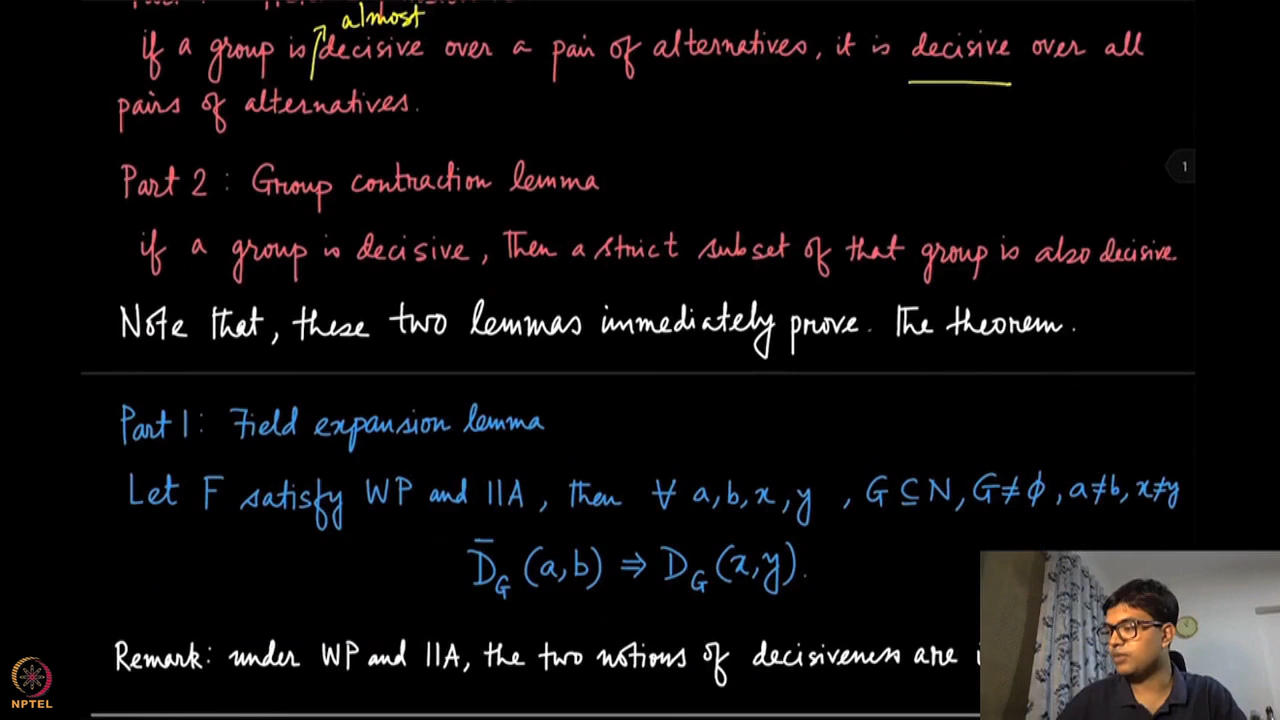 almost
if a group is decisive over a pair of alternatives, it is decisive over all
pairs of alternatives.
1
Part 2 : Group contraction lemma
if a group is decisive, then a strict subset of that group is also decisive.
Note that, these two lemmas immediately prove. The theorem.
Part 1 : Field expansion lemma
Let F satisfy WP and IIA, then ∀ a, b, x, y , G ⊆ N, G ≠ ϕ, a ≠ b, x ≠ y
D̄_G (a, b) ⇒ D_G (x, y).
Remark: under WP and IIA, the two notions of decisiveness are
NPTEL